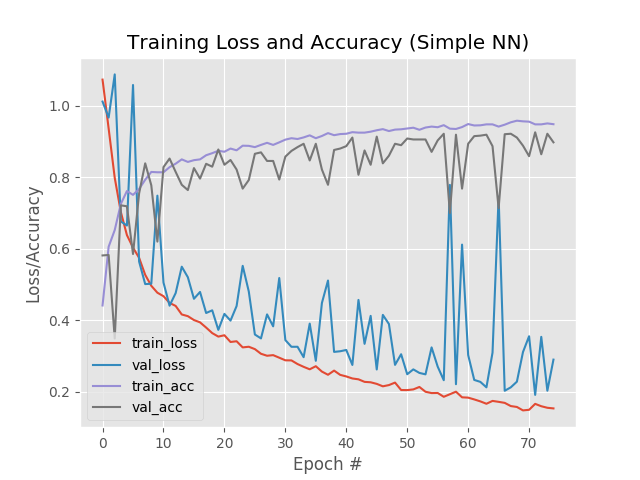 Training Loss and Accuracy (Simple NN)
Loss/Accuracy
1.0
0.8
0.6
0.4
0.2
train_loss
val_loss
train_acc
val_acc
0 10 20 30 40 50 60 70
Epoch #